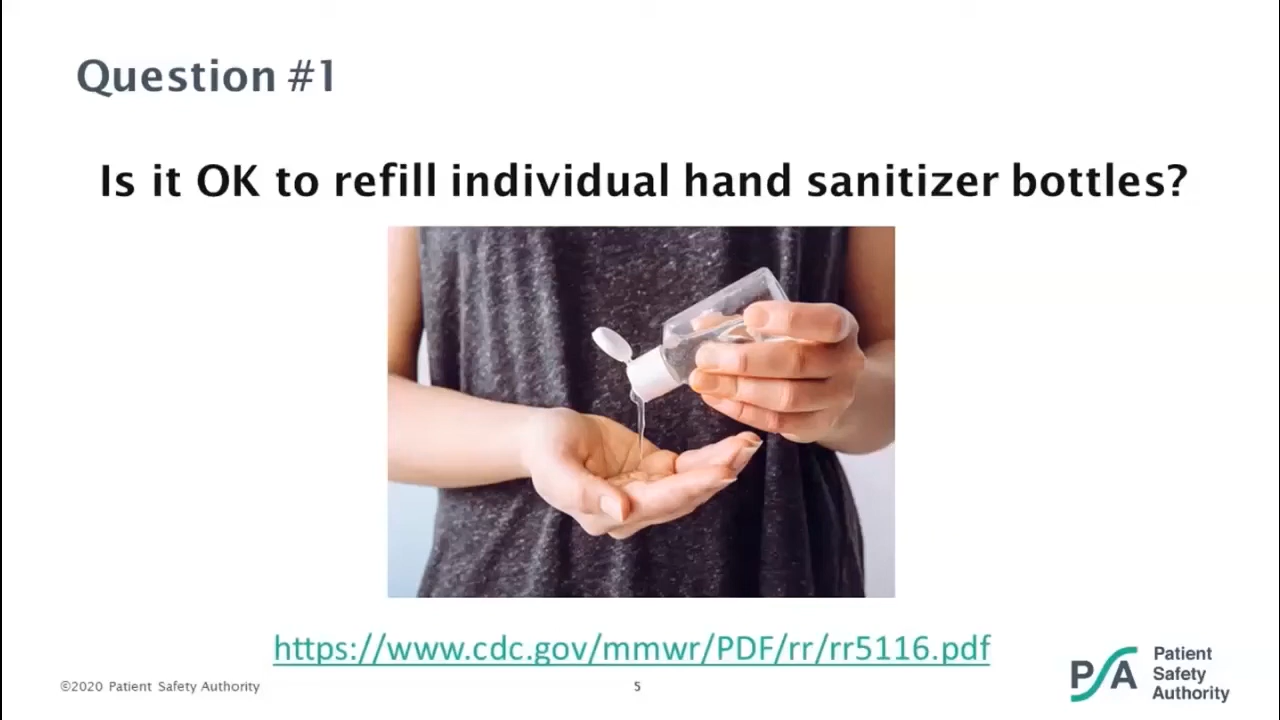 Question #1
Is it OK to refill individual hand sanitizer bottles?
https://www.cdc.gov/mmwr/PDF/rr/rr5116.pdf
©2020 Patient Safety Authority
5
PSA
Patient
Safety
Authority